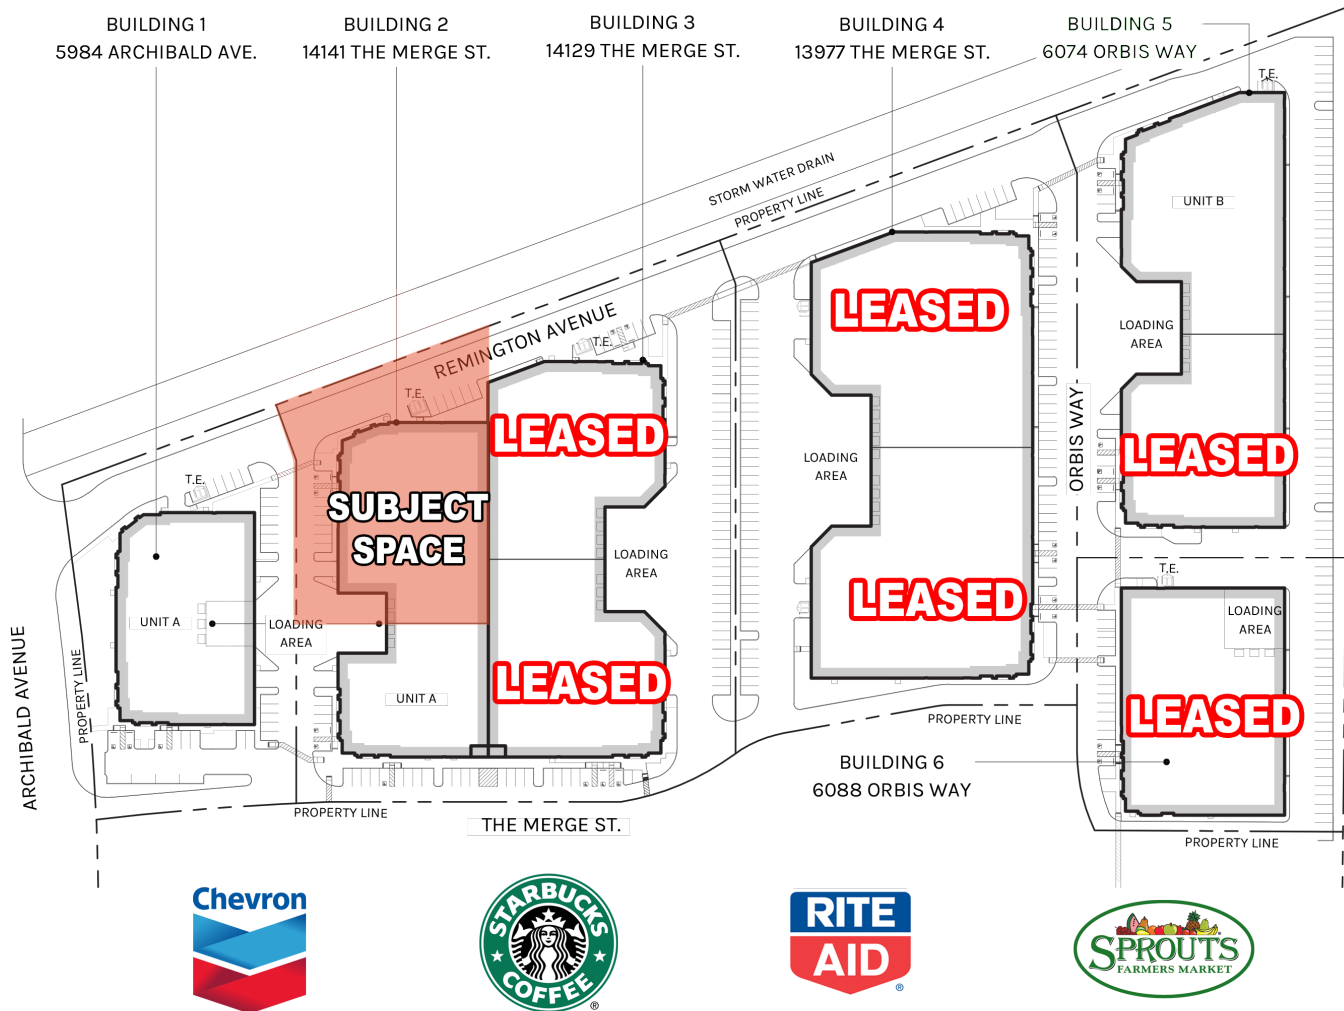 BUILDING 1
5984 ARCHIBALD AVE.
BUILDING 2
14141 THE MERGE ST.
BUILDING 3
14129 THE MERGE ST.
BUILDING 4
13977 THE MERGE ST.
BUILDING 5
6074 ORBIS WAY
T.E.
STORM WATER DRAIN
PROPERTY LINE
UNIT B
LEASED
REMINGTON AVENUE
LOADING
AREA
T.E.
T.E.
LEASED
ORBIS WAY
LEASED
LOADING
AREA
T.E.
SUBJECT
SPACE
LOADING
AREA
T.E.
LEASED
UNIT A
LOADING
AREA
LOADING
AREA
ARCHIBALD AVENUE
PROPERTY LINE
UNIT A
LEASED
LEASED
PROPERTY LINE
BUILDING 6
6088 ORBIS WAY
PROPERTY LINE
THE MERGE ST.
PROPERTY LINE
Chevron
STARBUCKS
COFFEE
®
RITE
AID
®
SPROUTS
FARMERS MARKET